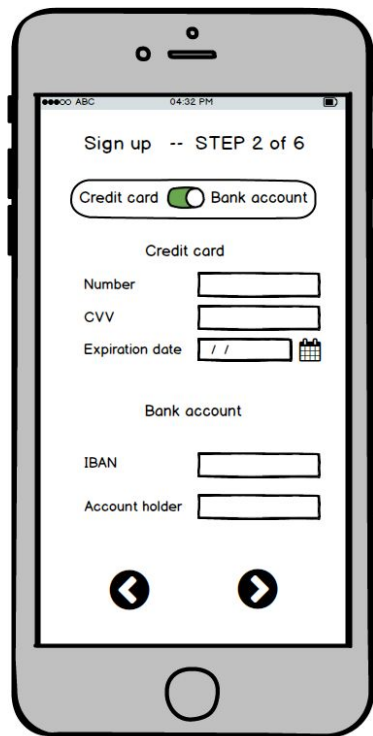 ABC 04:32 PM
Sign up -- STEP 2 of 6
Credit card Bank account
Credit card
Number
CVV
Expiration date / /
Bank account
IBAN
Account holder